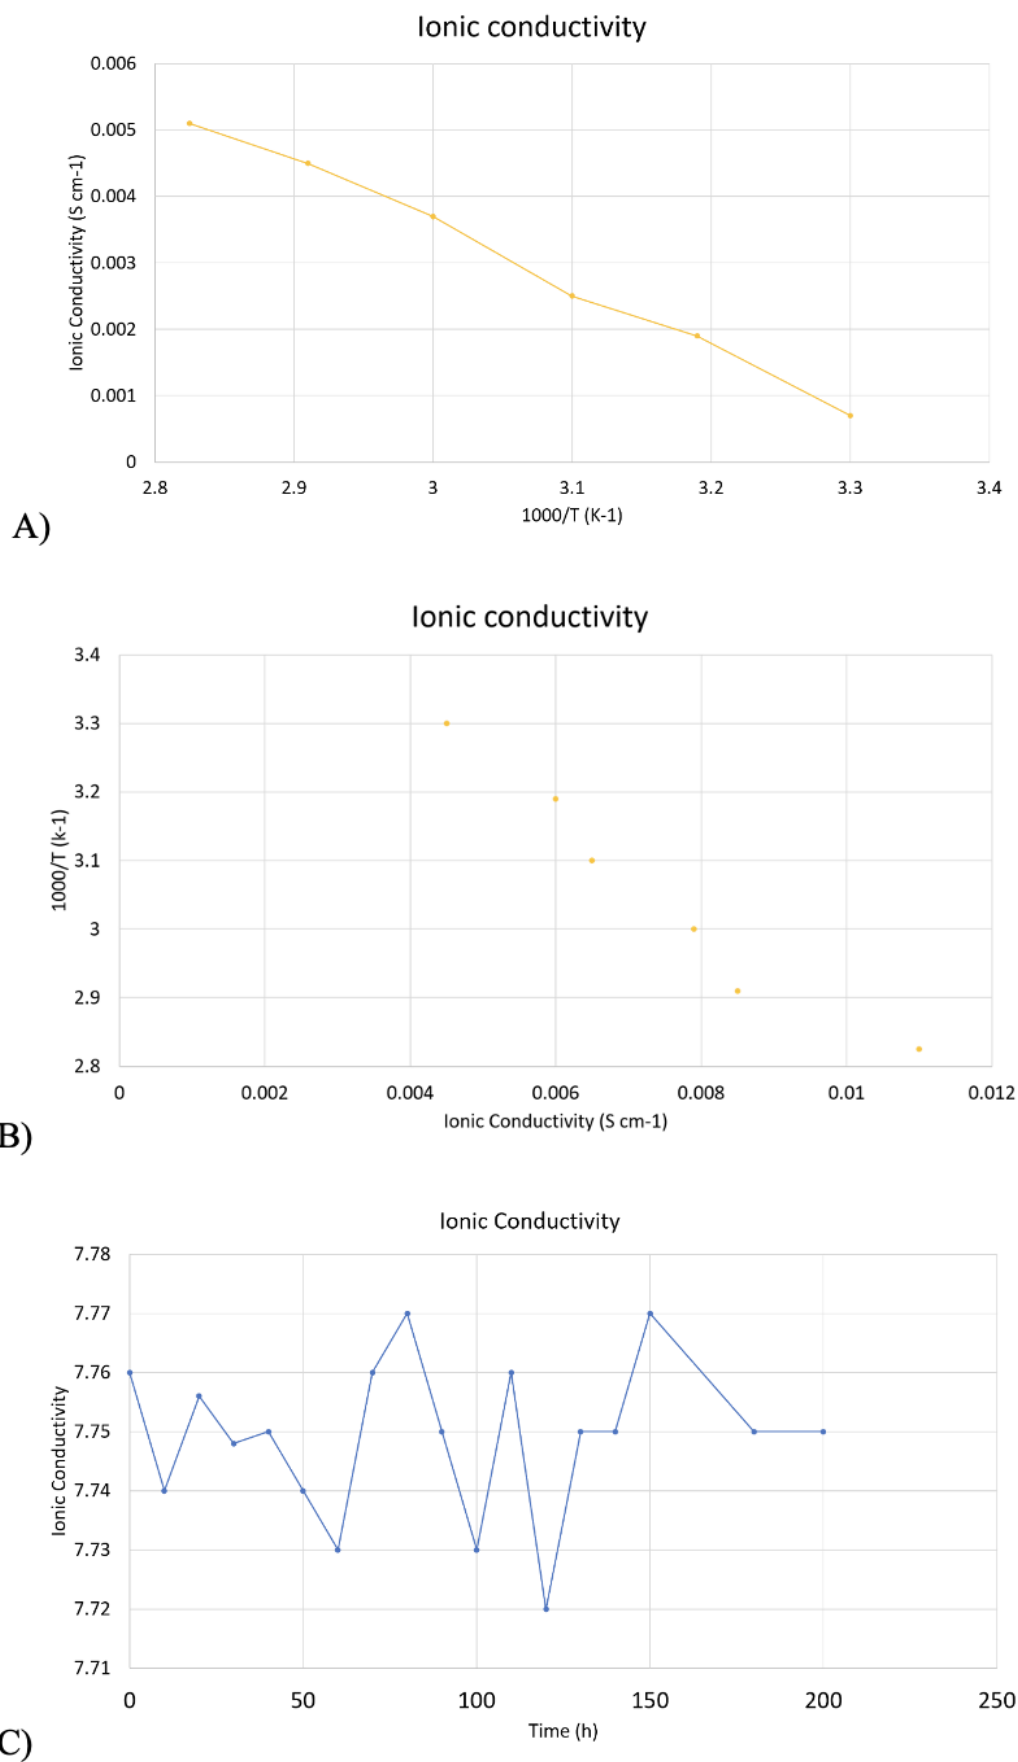 Ionic conductivity
0.006
0.005
0.004
0.003
0.002
0.001
0
Ionic Conductivity (S cm-1)
2.8 2.9 3 3.1 3.2 3.3 3.4
1000/T (K-1)
A)
Ionic conductivity
3.4
3.3
3.2
3.1
3
2.9
2.8
1000/T (k-1)
0 0.002 0.004 0.006 0.008 0.01 0.012
Ionic Conductivity (S cm-1)
B)
Ionic Conductivity
7.78
7.77
7.76
7.75
7.74
7.73
7.72
7.71
Ionic Conductivity
0 50 100 150 200 250
Time (h)
C)